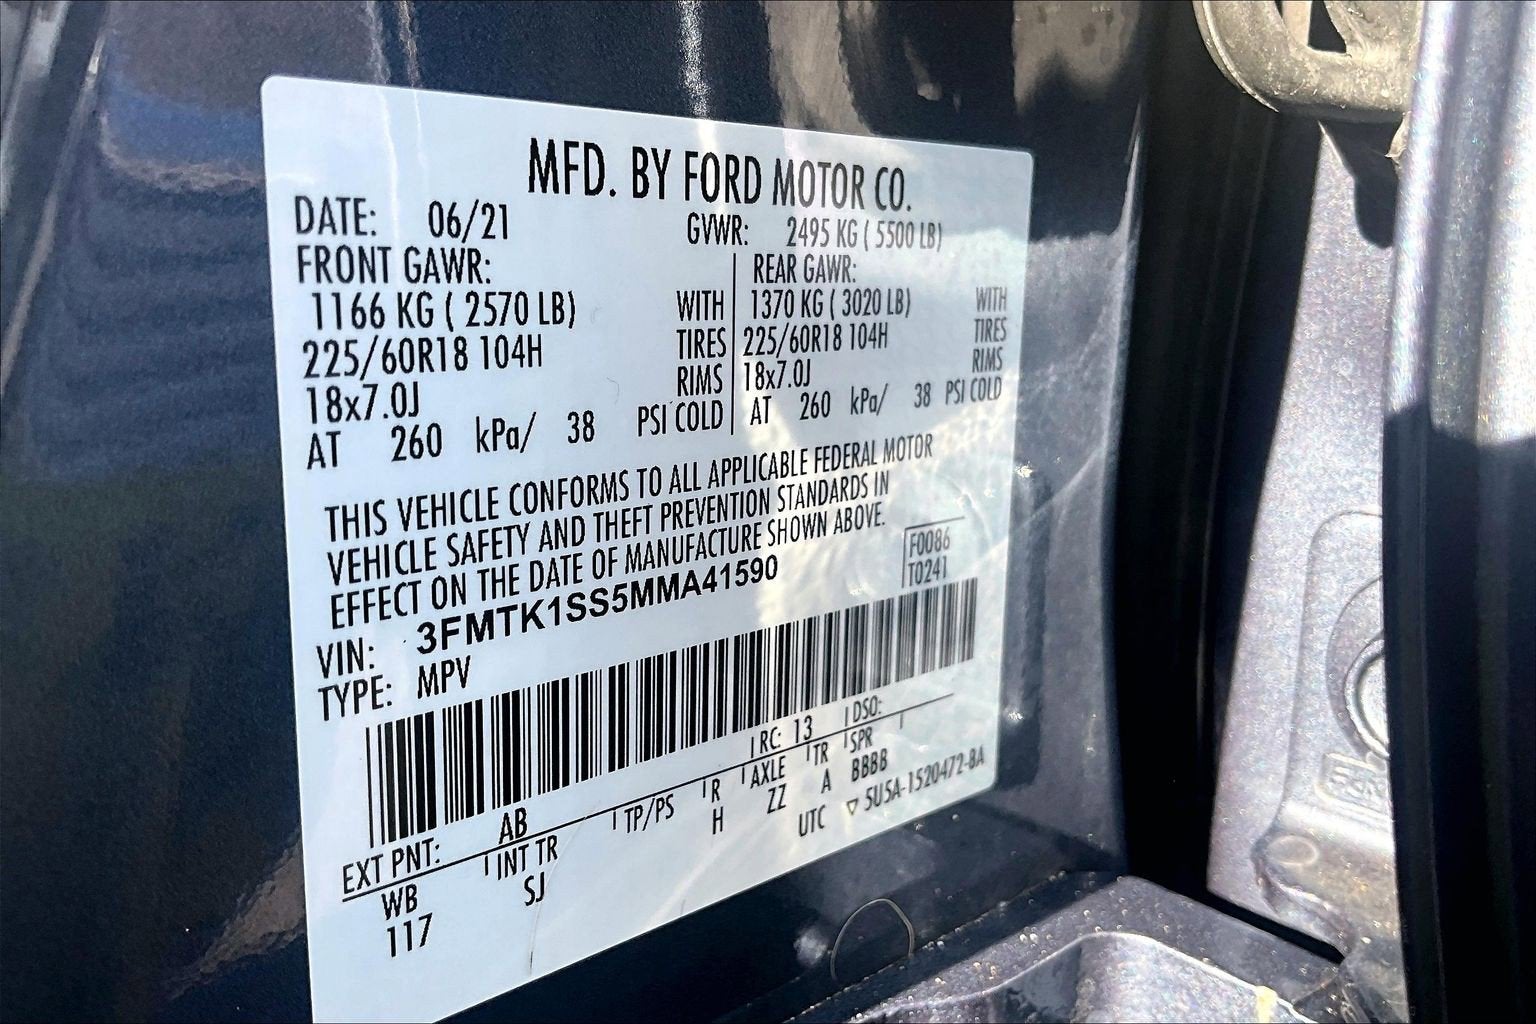 MFD. BY FORD MOTOR CO.
DATE: 06/21 GVWR: 2495 KG ( 5500 LB)
FRONT GAWR: REAR GAWR:
1166 KG ( 2570 LB) WITH 1370 KG ( 3020 LB) WITH
225/60R18 104H TIRES 225/60R18 104H TIRES
18x7.0J RIMS 18x7.0J RIMS
AT 260 kPa/ 38 PSI COLD AT 260 kPa/ 38 PSI COLD
THIS VEHICLE CONFORMS TO ALL APPLICABLE FEDERAL MOTOR
VEHICLE SAFETY AND THEFT PREVENTION STANDARDS IN
EFFECT ON THE DATE OF MANUFACTURE SHOWN ABOVE.
F0086
T0241
VIN: 3FMTK1SS5MMA41590
TYPE: MPV
EXT PNT: AB RC: 13 DSO:
WB INT TR TP/PS R AXLE TR SPR
117 SJ H ZZ A BBBB
UTC ▽ 5U5A-1520472-BA